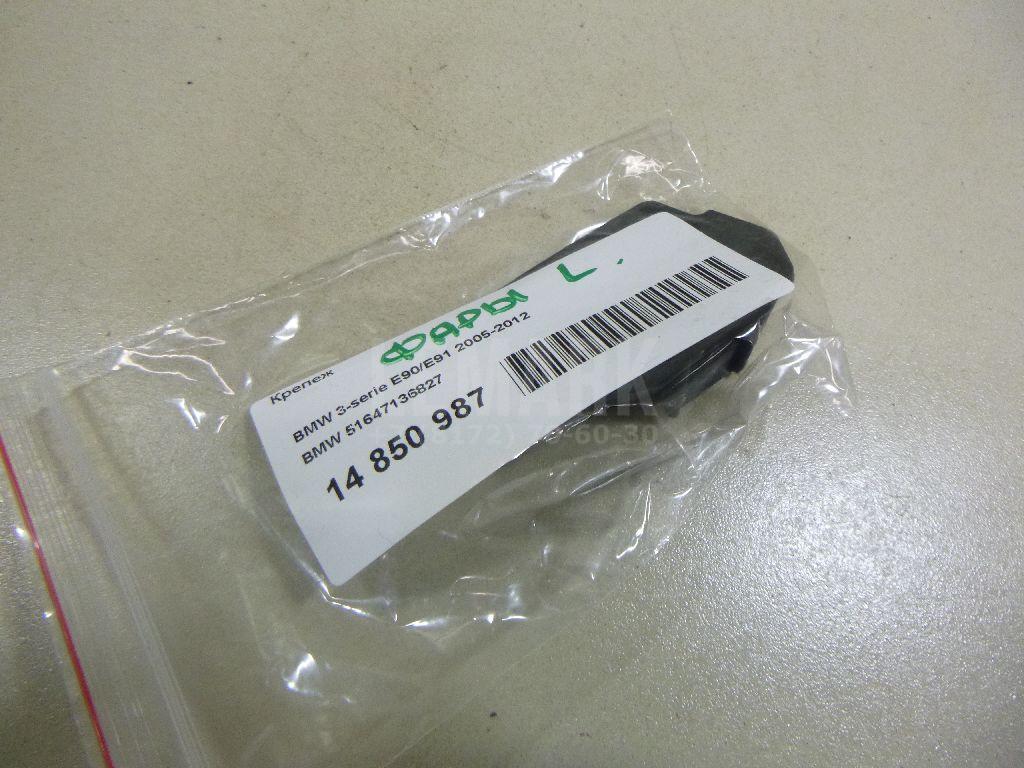 Крепеж
фары L.
BMW 3-serie E90/E91 2005-2012
BMW 51647136827
14 850 987